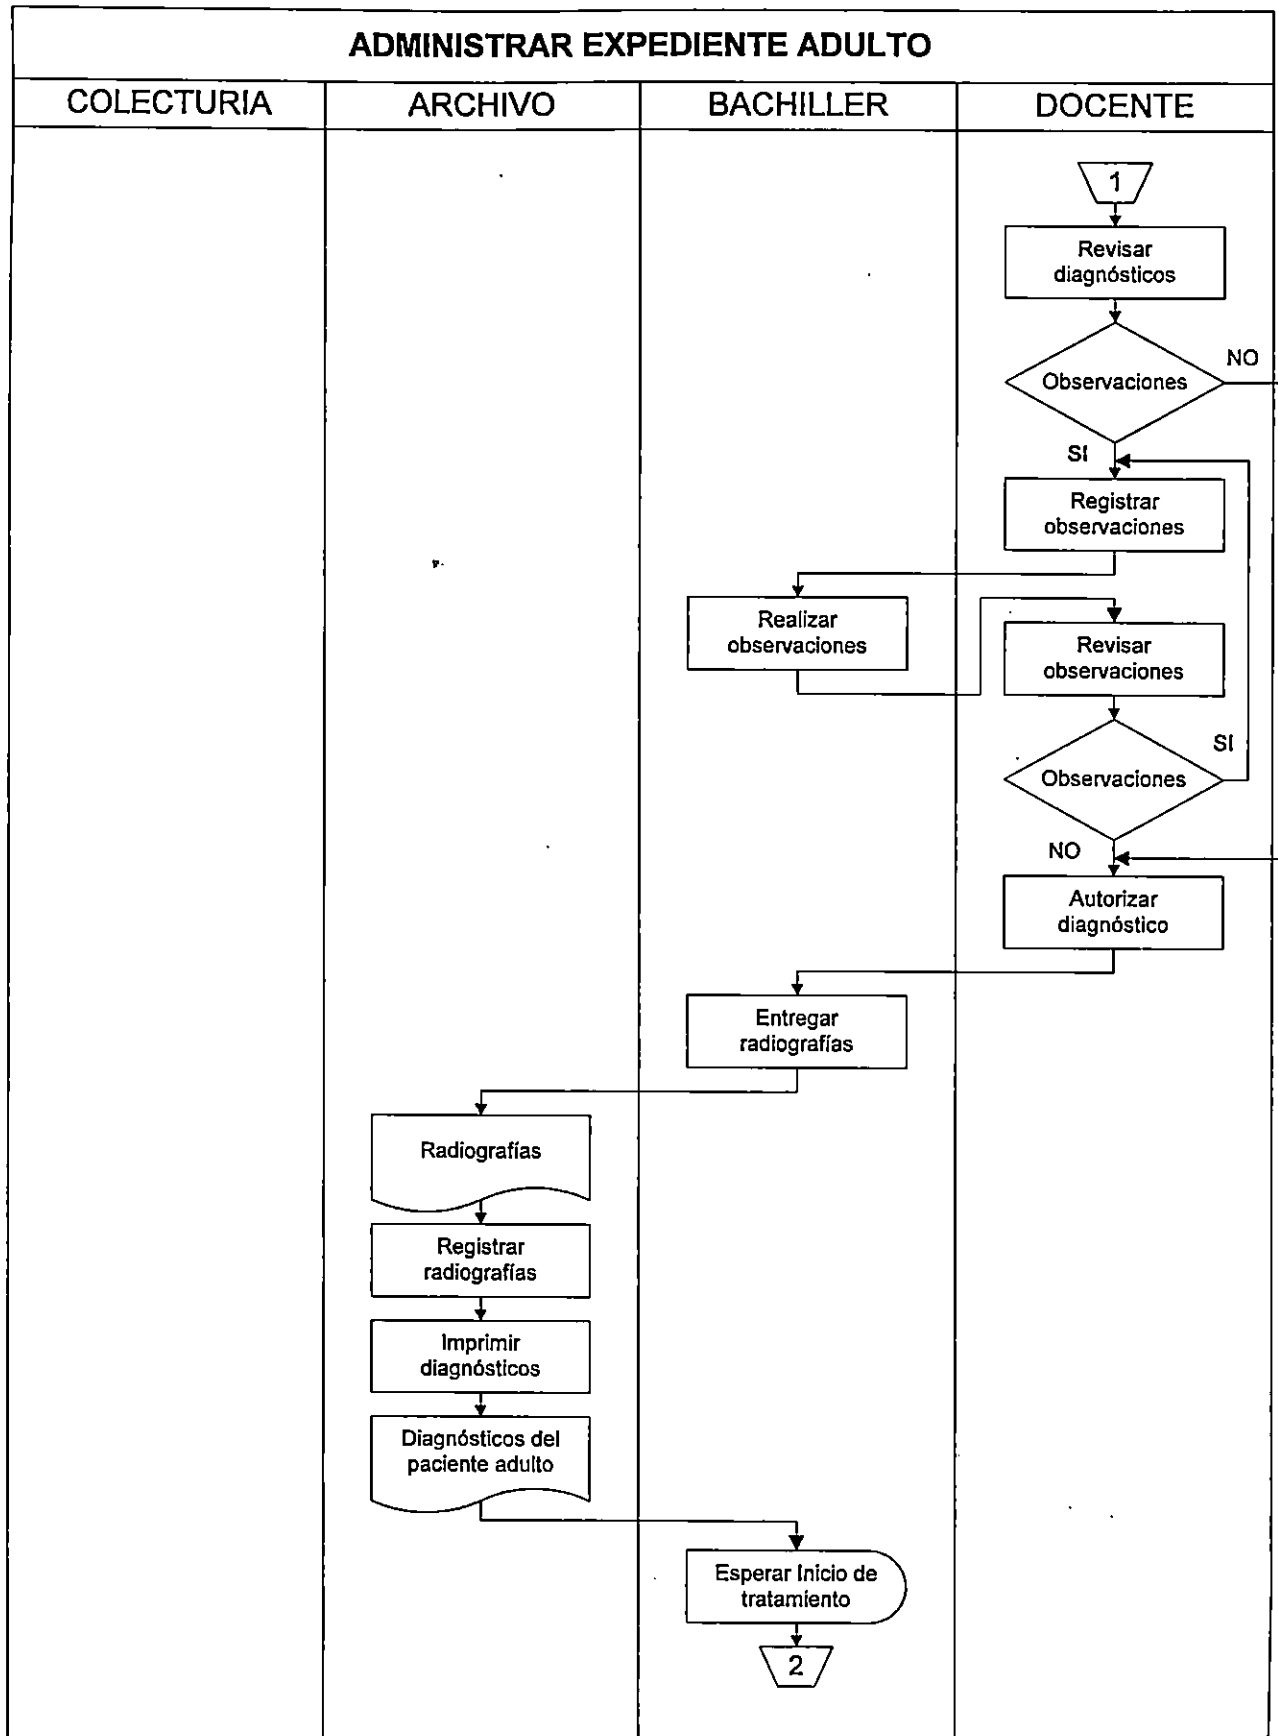 ADMINISTRAR EXPEDIENTE ADULTO
COLECTURIA
ARCHIVO
BACHILLER
DOCENTE
1
Revisar
diagnósticos
Observaciones
NO
SI
Registrar
observaciones
Realizar
observaciones
Revisar
observaciones
Observaciones
SI
NO
Autorizar
diagnóstico
Entregar
radiografías
Radiografías
Registrar
radiografías
Imprimir
diagnósticos
Diagnósticos del
paciente adulto
Esperar Inicio de
tratamiento
2